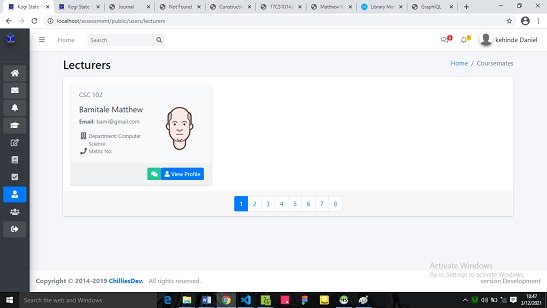 Kogi State
Kogi State
Journal
Not Found
Constructi
17CS1014
Matthew K
Library Ma
GraphiQL
localhost/assessment/public/users/lecturers
Home
Search
kehinde Daniel
Lecturers
Home / Coursemates
CSC 102
Bamitale Matthew
Email: bami@gmail.com
Department: Computer
Science
Matric No:
View Profile
1 2 3 4 5 6 7 8
Activate Windows
Go to Settings to activate Windows.
Copyright © 2014-2019 ChilliesDev. All rights reserved.
version Development
Search the Web and Windows
10:47
3/12/2021